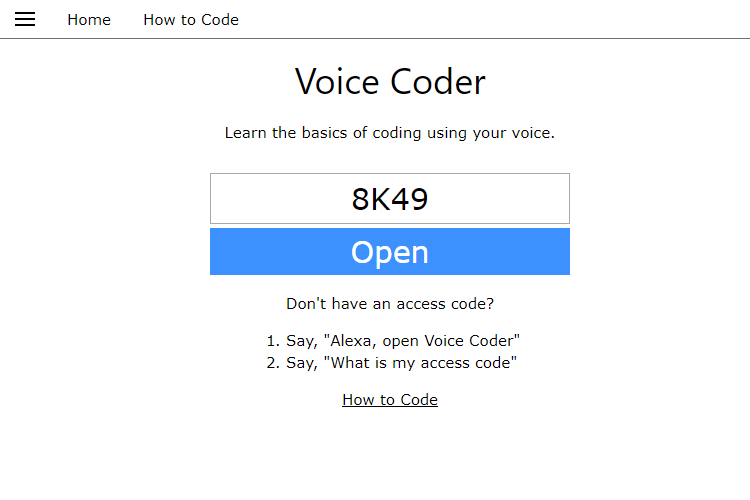 Home How to Code
Voice Coder
Learn the basics of coding using your voice.
8K49
Open
Don't have an access code?
1. Say, "Alexa, open Voice Coder"
2. Say, "What is my access code"
How to Code